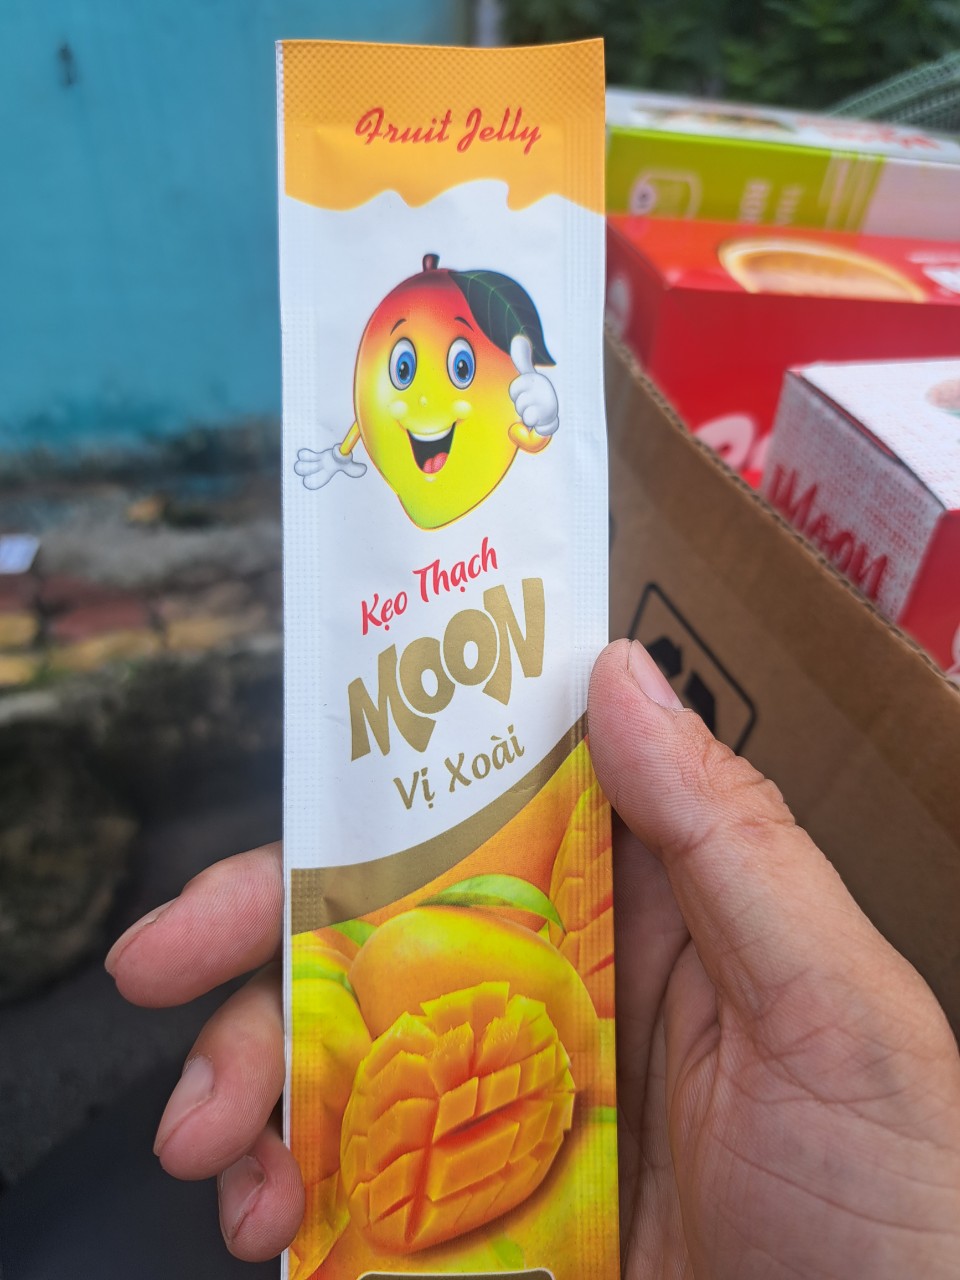 Fruit Jelly
Kẹo Thạch
MOON
Vị Xoài
MOON